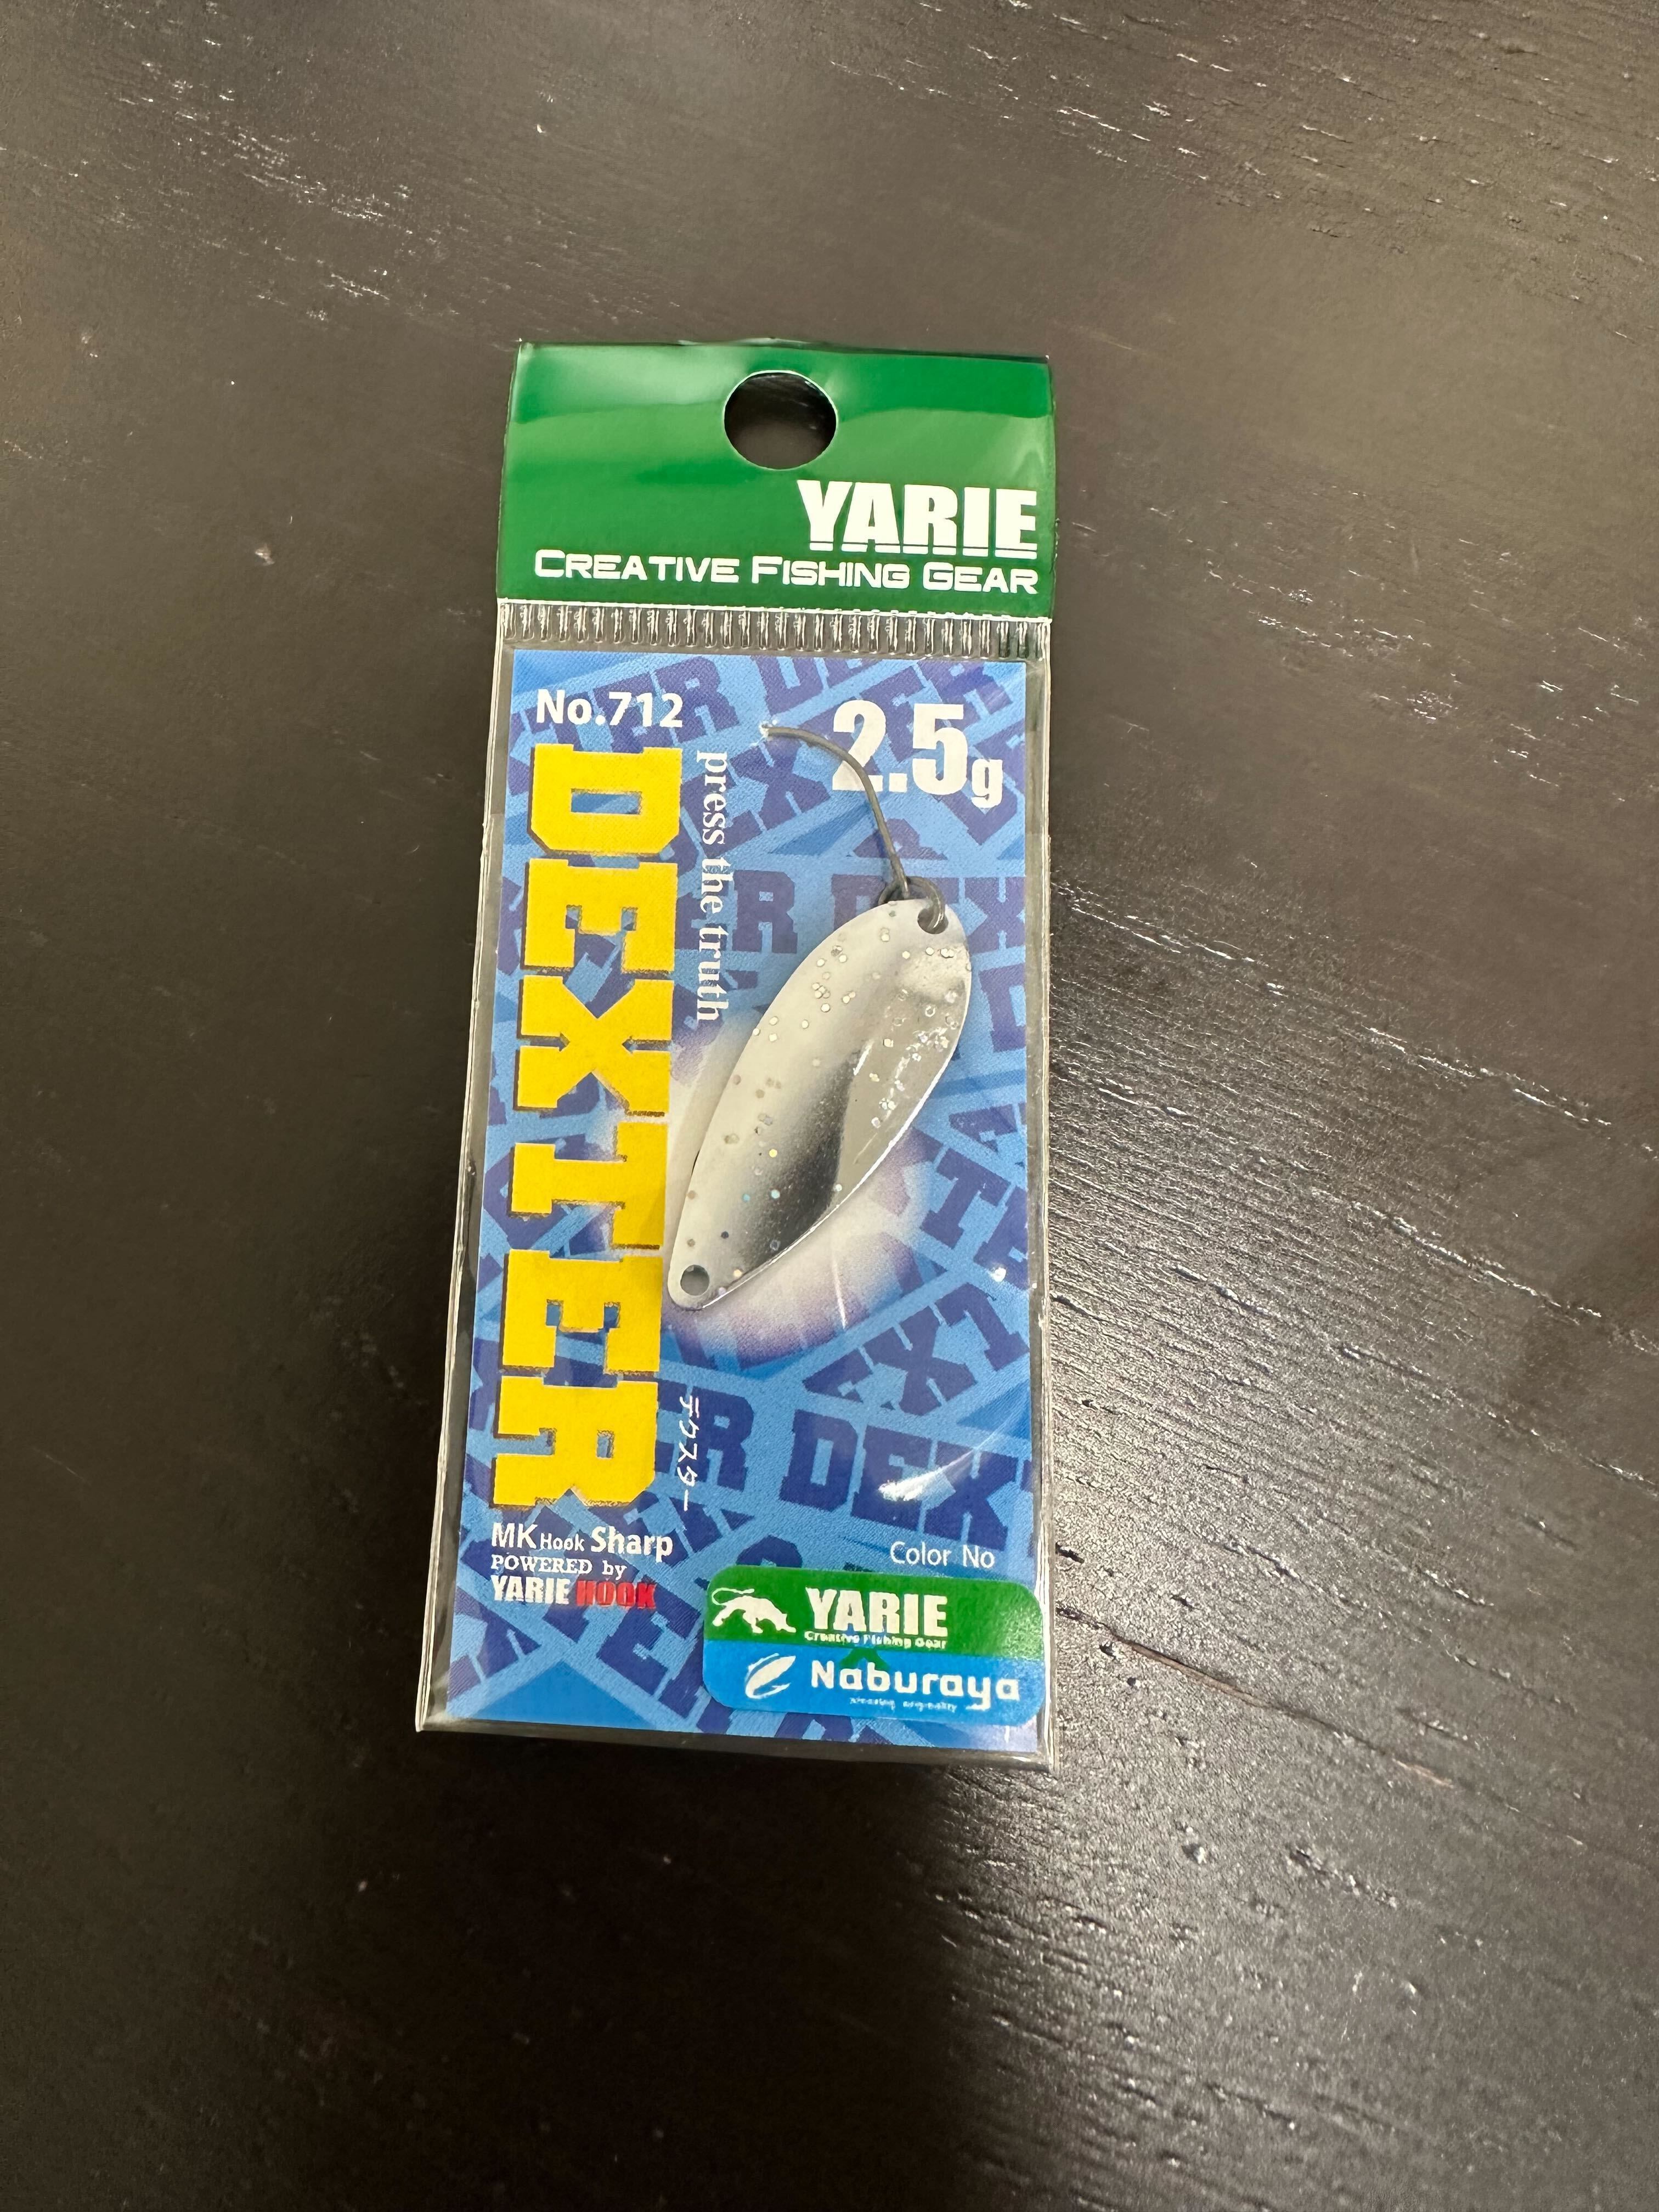 YARIE
CREATIVE FISHING GEAR
No.712
2.5g
DEXTER
press the truth
デクスター
MK Hook Sharp
POWERED by
YARIE HOOK
Color No
YARIE
Creative Fishing Gear
X
Naburaya